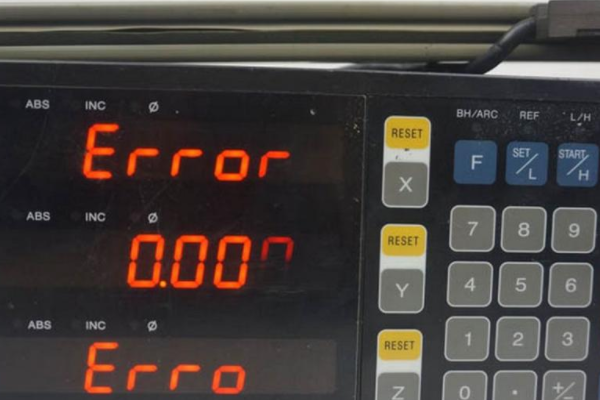 BH/ARC REF L/H
ABS INC Ø RESET
Error X F SET/L START/H
7 8 9
ABS INC Ø RESET
0.00 Y 4 5 6
ABS INC Ø RESET 1 2 3
Erro Z 0 . +/-